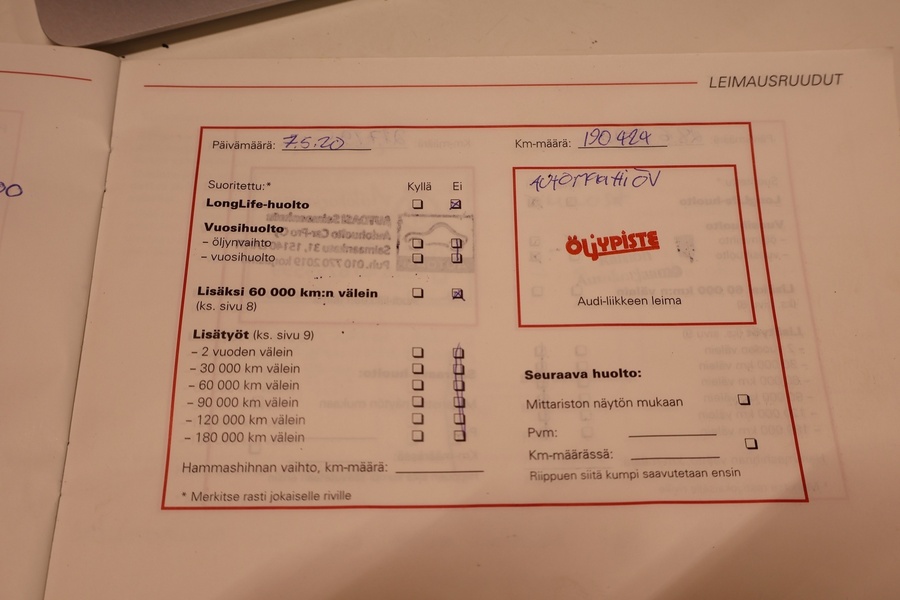 LEIMAUSRUUDUT
Päivämäärä: 7.5.20
Km-määrä: 190 424
Suoritettu:* Kyllä Ei
LongLife-huolto
Vuosihuolto
– öljynvaihto
– vuosihuolto
Lisäksi 60 000 km:n välein
(ks. sivu 8)
Lisätyöt (ks. sivu 9)
– 2 vuoden välein
– 30 000 km välein
– 60 000 km välein
– 90 000 km välein
– 120 000 km välein
– 180 000 km välein
Hammashihnan vaihto, km-määrä:
* Merkitse rasti jokaiselle riville
ÖLJYPISTE
Audi-liikkeen leima
Seuraava huolto:
Mittariston näytön mukaan
Pvm:
Km-määrässä:
Riippuen siitä kumpi saavutetaan ensin